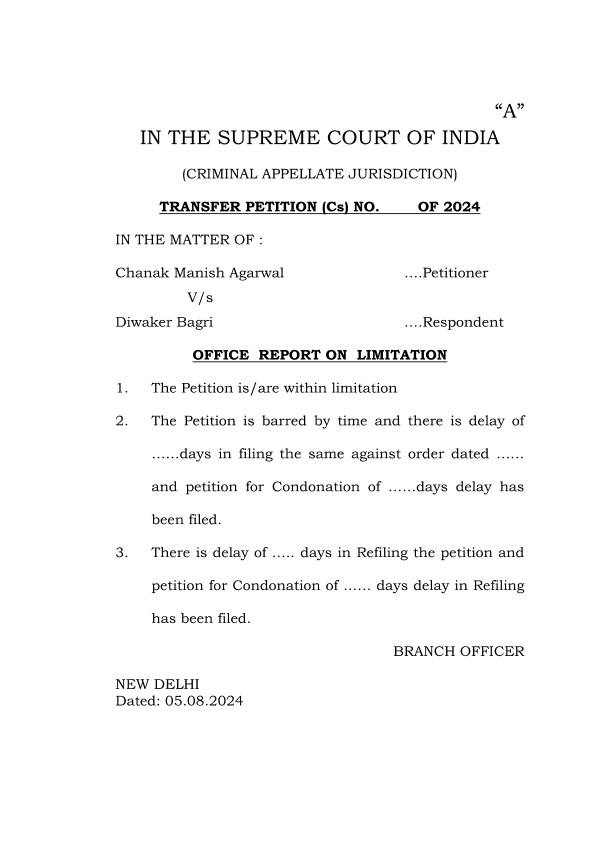 “A”
IN THE SUPREME COURT OF INDIA
(CRIMINAL APPELLATE JURISDICTION)
TRANSFER PETITION (Cs) NO. OF 2024
IN THE MATTER OF :
Chanak Manish Agarwal ….Petitioner
V/s
Diwaker Bagri ….Respondent
OFFICE REPORT ON LIMITATION
1. The Petition is/are within limitation
2. The Petition is barred by time and there is delay of
……days in filing the same against order dated ……
and petition for Condonation of ……days delay has
been filed.
3. There is delay of ….. days in Refiling the petition and
petition for Condonation of …… days delay in Refiling
has been filed.
BRANCH OFFICER
NEW DELHI
Dated: 05.08.2024